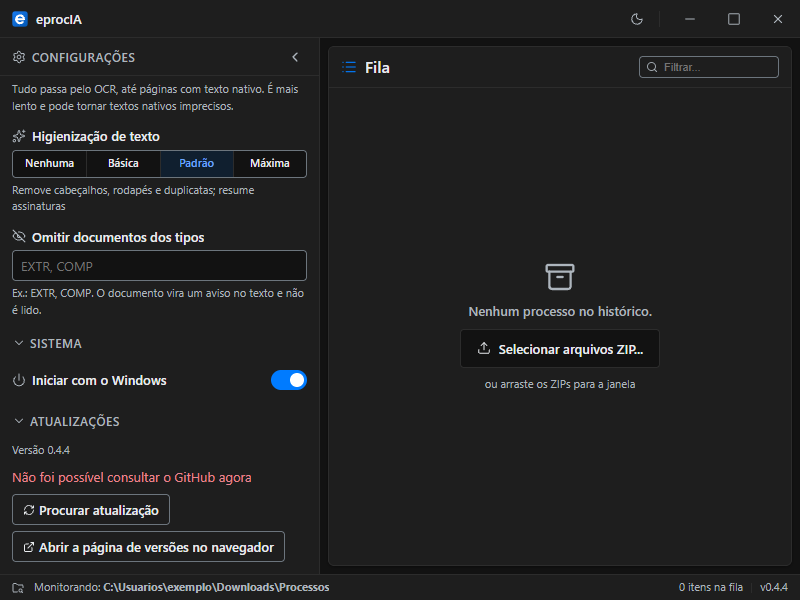 eprocIA
CONFIGURAÇÕES
Tudo passa pelo OCR, até páginas com texto nativo. É mais
lento e pode tornar textos nativos imprecisos.
Higienização de texto
Nenhuma Básica Padrão Máxima
Remove cabeçalhos, rodapés e duplicatas; resume
assinaturas
Omitir documentos dos tipos
EXTR, COMP
Ex.: EXTR, COMP. O documento vira um aviso no texto e não
é lido.
SISTEMA
Iniciar com o Windows
ATUALIZAÇÕES
Versão 0.4.4
Não foi possível consultar o GitHub agora
Procurar atualização
Abrir a página de versões no navegador
Fila
Filtrar...
Nenhum processo no histórico.
Selecionar arquivos ZIP...
ou arraste os ZIPs para a janela
Monitorando: C:\Usuarios\exemplo\Downloads\Processos
0 itens na fila
v0.4.4